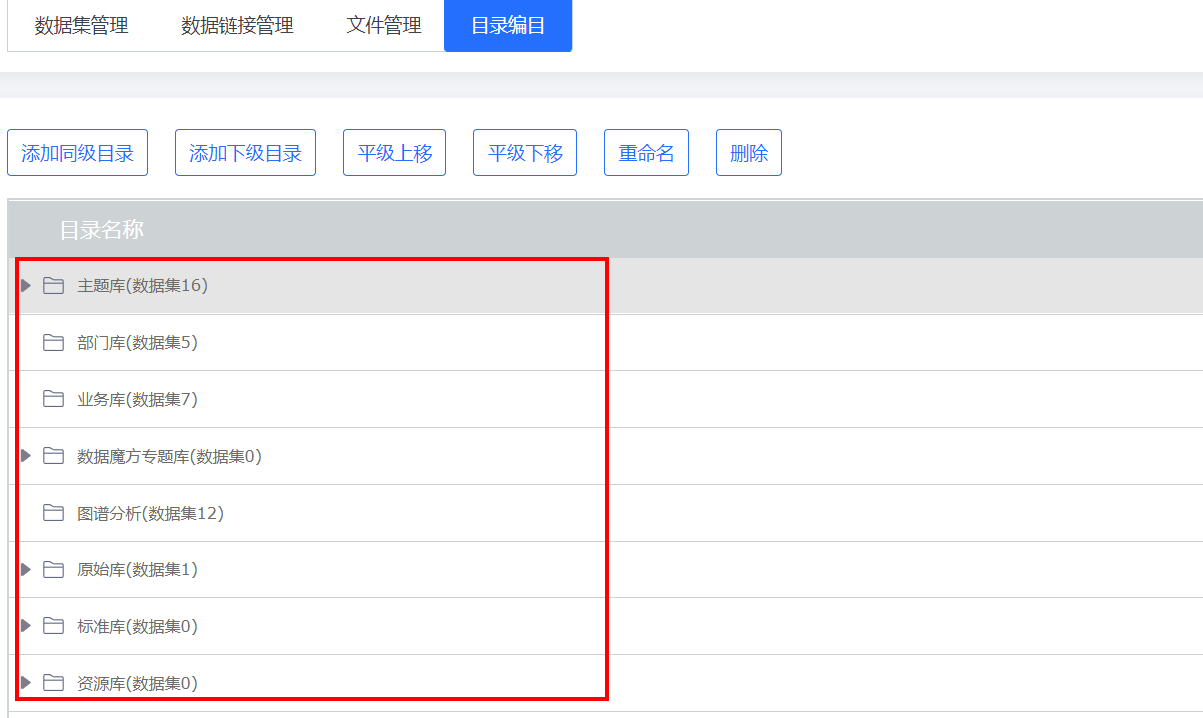 数据集管理 数据链接管理 文件管理 目录编目
添加同级目录 添加下级目录 平级上移 平级下移 重命名 删除
目录名称
主题库(数据集16)
部门库(数据集5)
业务库(数据集7)
数据魔方专题库(数据集0)
图谱分析(数据集12)
原始库(数据集1)
标准库(数据集0)
资源库(数据集0)